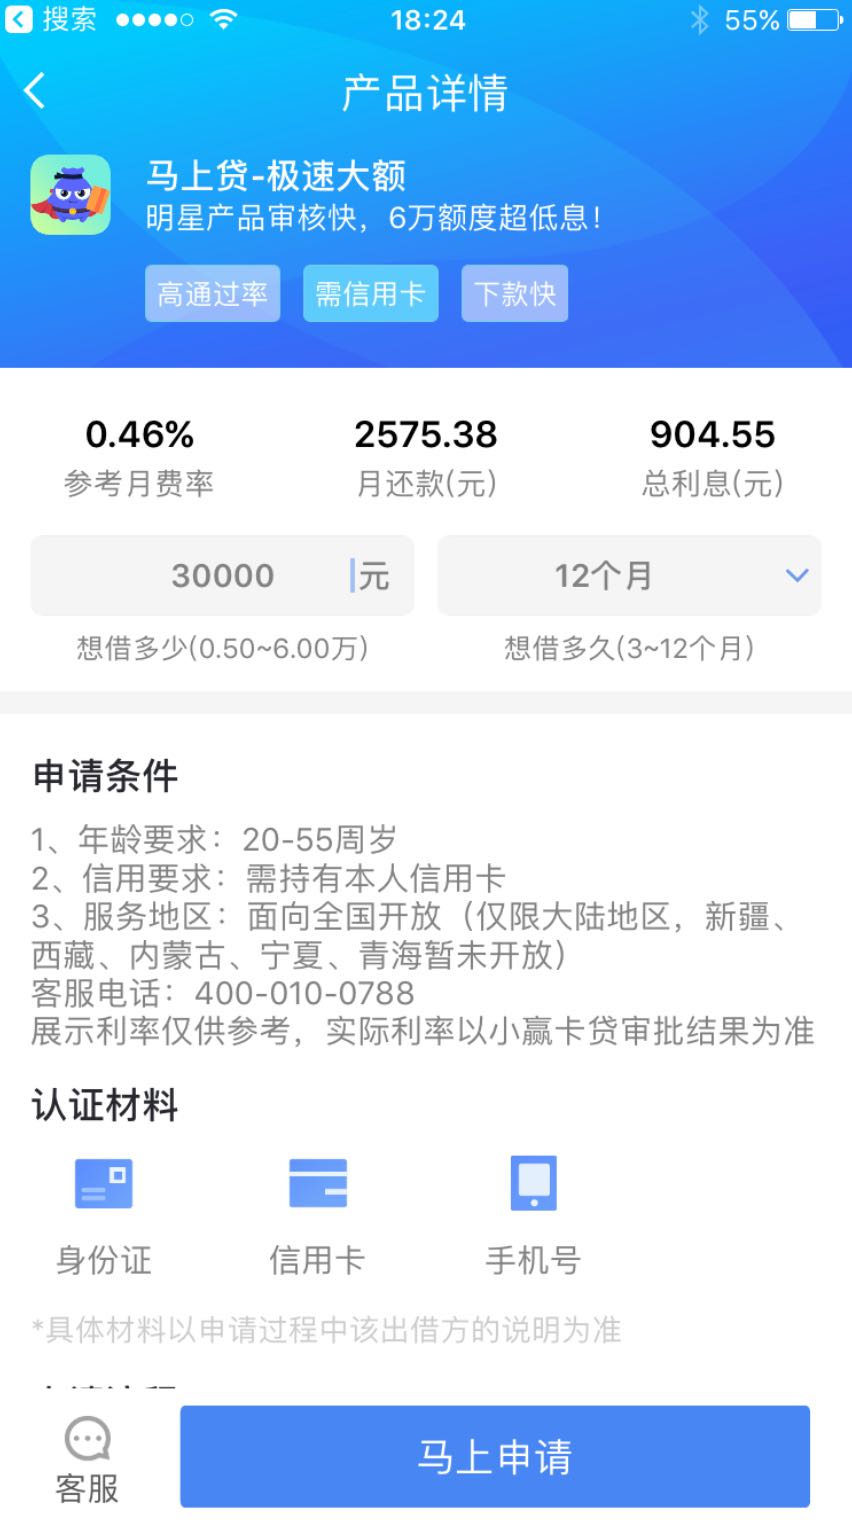 搜索 18:24 55%
产品详情
马上贷-极速大额
明星产品审核快，6万额度超低息！
高通过率 需信用卡 下款快
0.46% 2575.38 904.55
参考月费率 月还款(元) 总利息(元)
30000 元 12个月
想借多少(0.50~6.00万) 想借多久(3~12个月)
申请条件
1、年龄要求：20-55周岁
2、信用要求：需持有本人信用卡
3、服务地区：面向全国开放（仅限大陆地区，新疆、
西藏、内蒙古、宁夏、青海暂未开放）
客服电话：400-010-0788
展示利率仅供参考，实际利率以小赢卡贷审批结果为准
认证材料
身份证 信用卡 手机号
*具体材料以申请过程中该出借方的说明为准
客服 马上申请